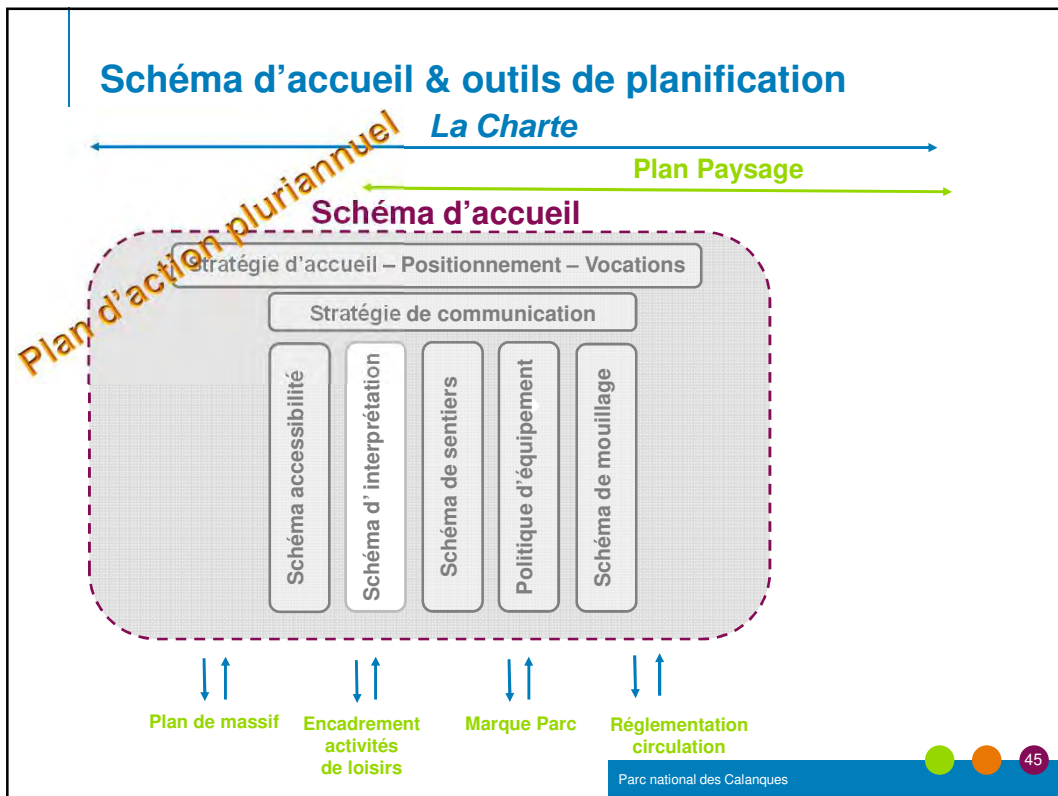 Schéma d'accueil & outils de planification
La Charte
Plan Paysage
Plan d'action pluriannuel
Schéma d'accueil
Stratégie d'accueil – Positionnement – Vocations
Stratégie de communication
Schéma accessibilité
Schéma d' interprétation
Schéma de sentiers
Politique d'équipement
Schéma de mouillage
Plan de massif
Encadrement
activités
de loisirs
Marque Parc
Réglementation
circulation
Parc national des Calanques
45